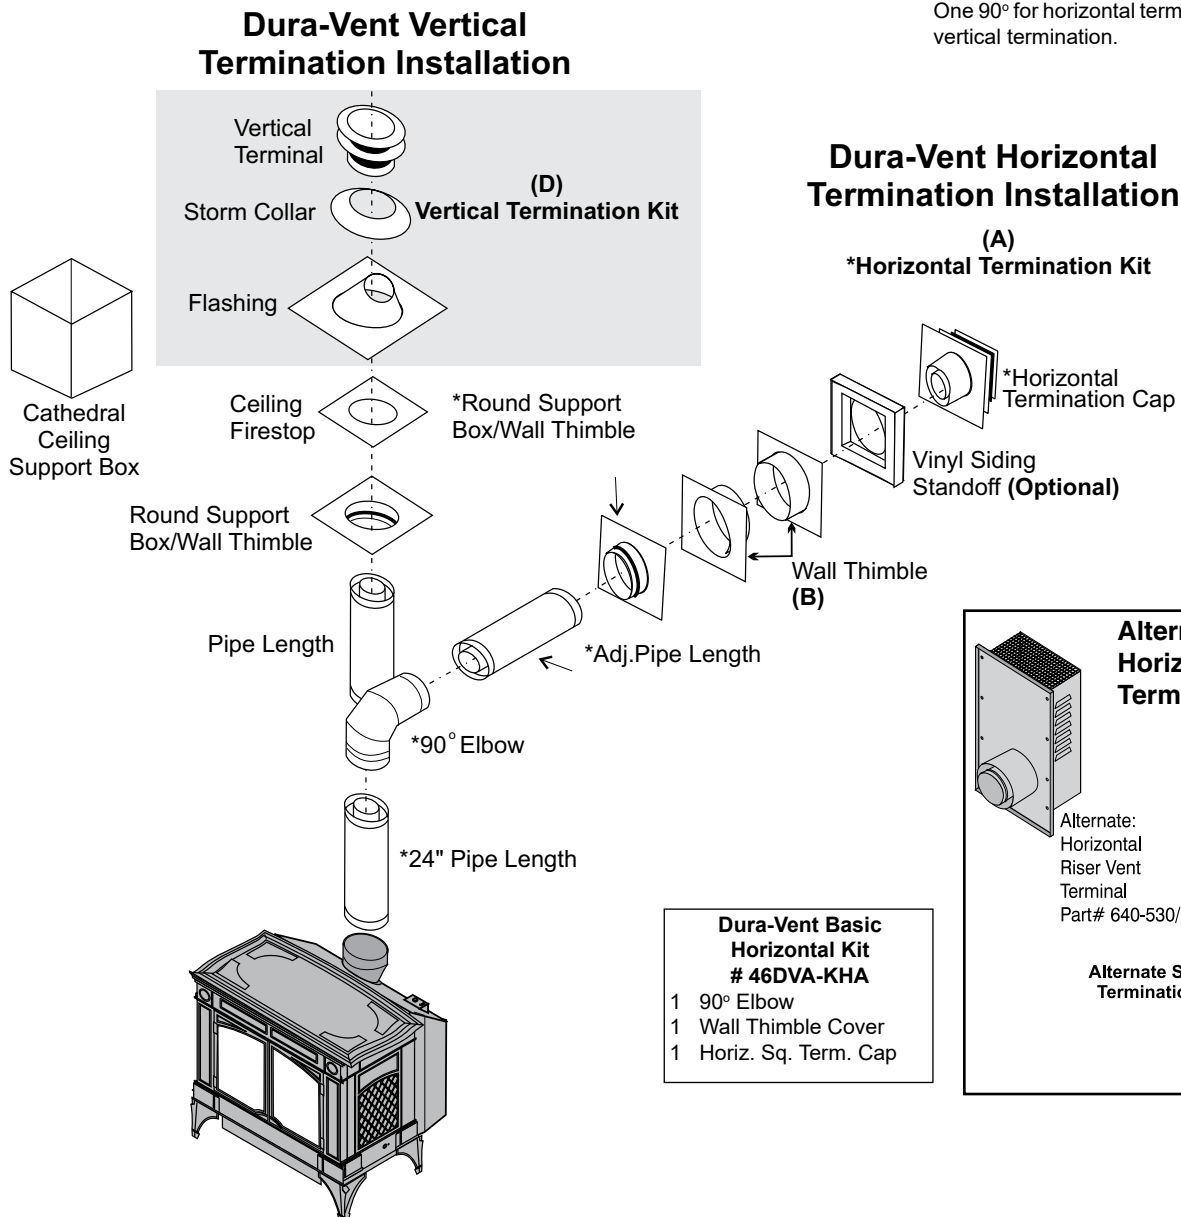 One 90º for horizontal term
vertical termination.
Dura-Vent Vertical
Termination Installation
Vertical
Terminal
Storm Collar
(D)
Vertical Termination Kit
Flashing
Cathedral
Ceiling
Support Box
Ceiling
Firestop
Round Support
Box/Wall Thimble
Pipe Length
*90° Elbow
*24" Pipe Length
Dura-Vent Horizontal
Termination Installation
(A)
*Horizontal Termination Kit
*Horizontal
Termination Cap
Vinyl Siding
Standoff (Optional)
*Round Support
Box/Wall Thimble
Wall Thimble
(B)
*Adj.Pipe Length
Dura-Vent Basic
Horizontal Kit
# 46DVA-KHA
1 90º Elbow
1 Wall Thimble Cover
1 Horiz. Sq. Term. Cap
Altern
Horiz
Term
Alternate:
Horizontal
Riser Vent
Terminal
Part# 640-530/
Alternate S
Terminatio